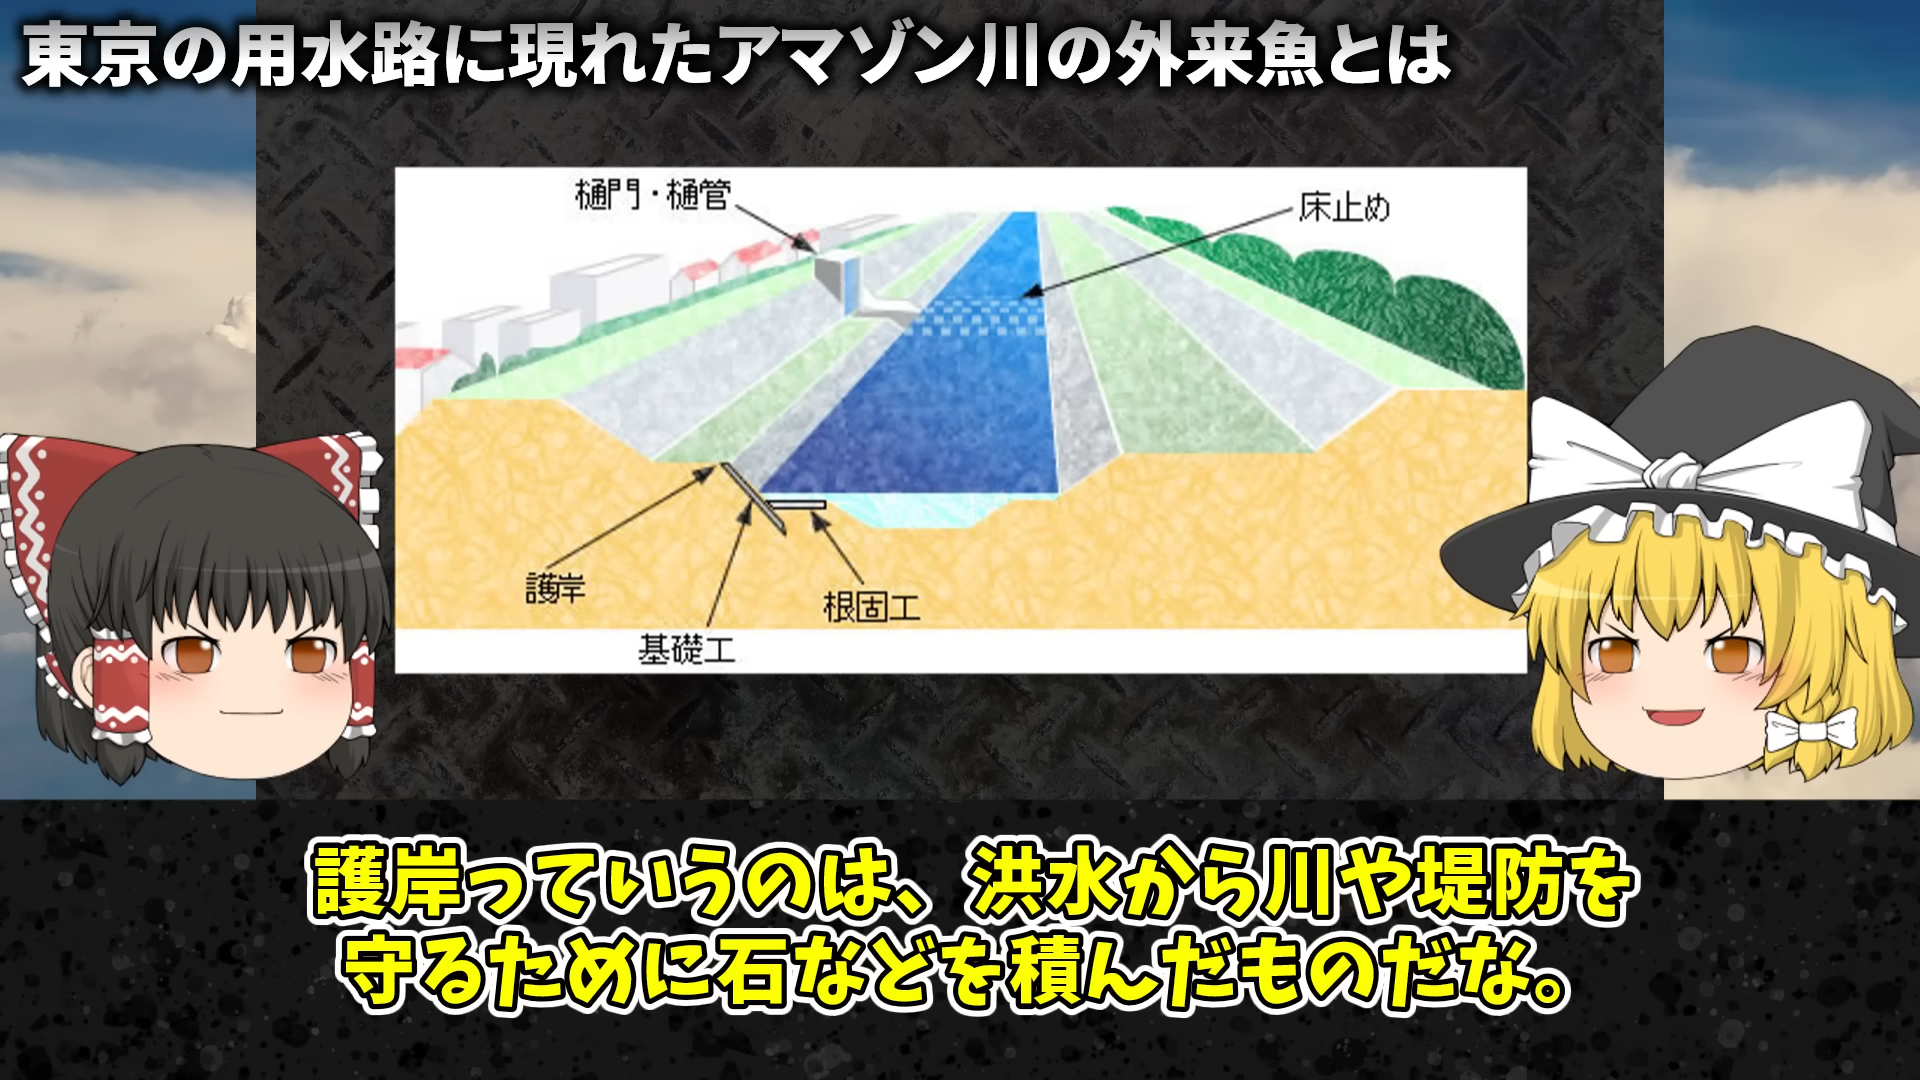 東京の用水路に現れたアマゾン川の外来魚とは
樋門・樋管
床止め
護岸
基礎工
根固工
護岸っていうのは、洪水から川や堤防を
守るために石などを積んだものだな。